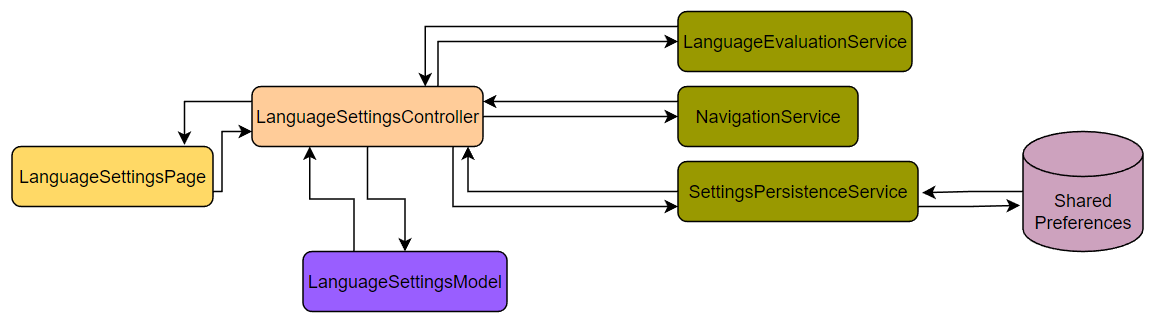 LanguageEvaluationService
LanguageSettingsController
NavigationService
LanguageSettingsPage
SettingsPersistenceService
Shared
Preferences
LanguageSettingsModel